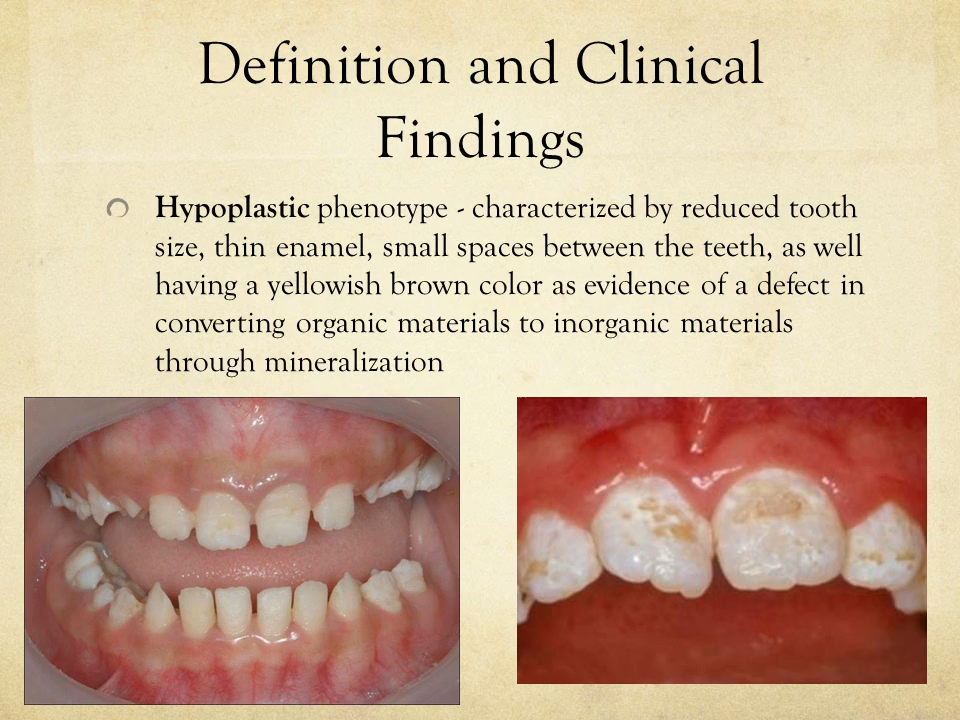 Definition and Clinical
Findings
Hypoplastic phenotype - characterized by reduced tooth
size, thin enamel, small spaces between the teeth, as well
having a yellowish brown color as evidence of a defect in
converting organic materials to inorganic materials
through mineralization